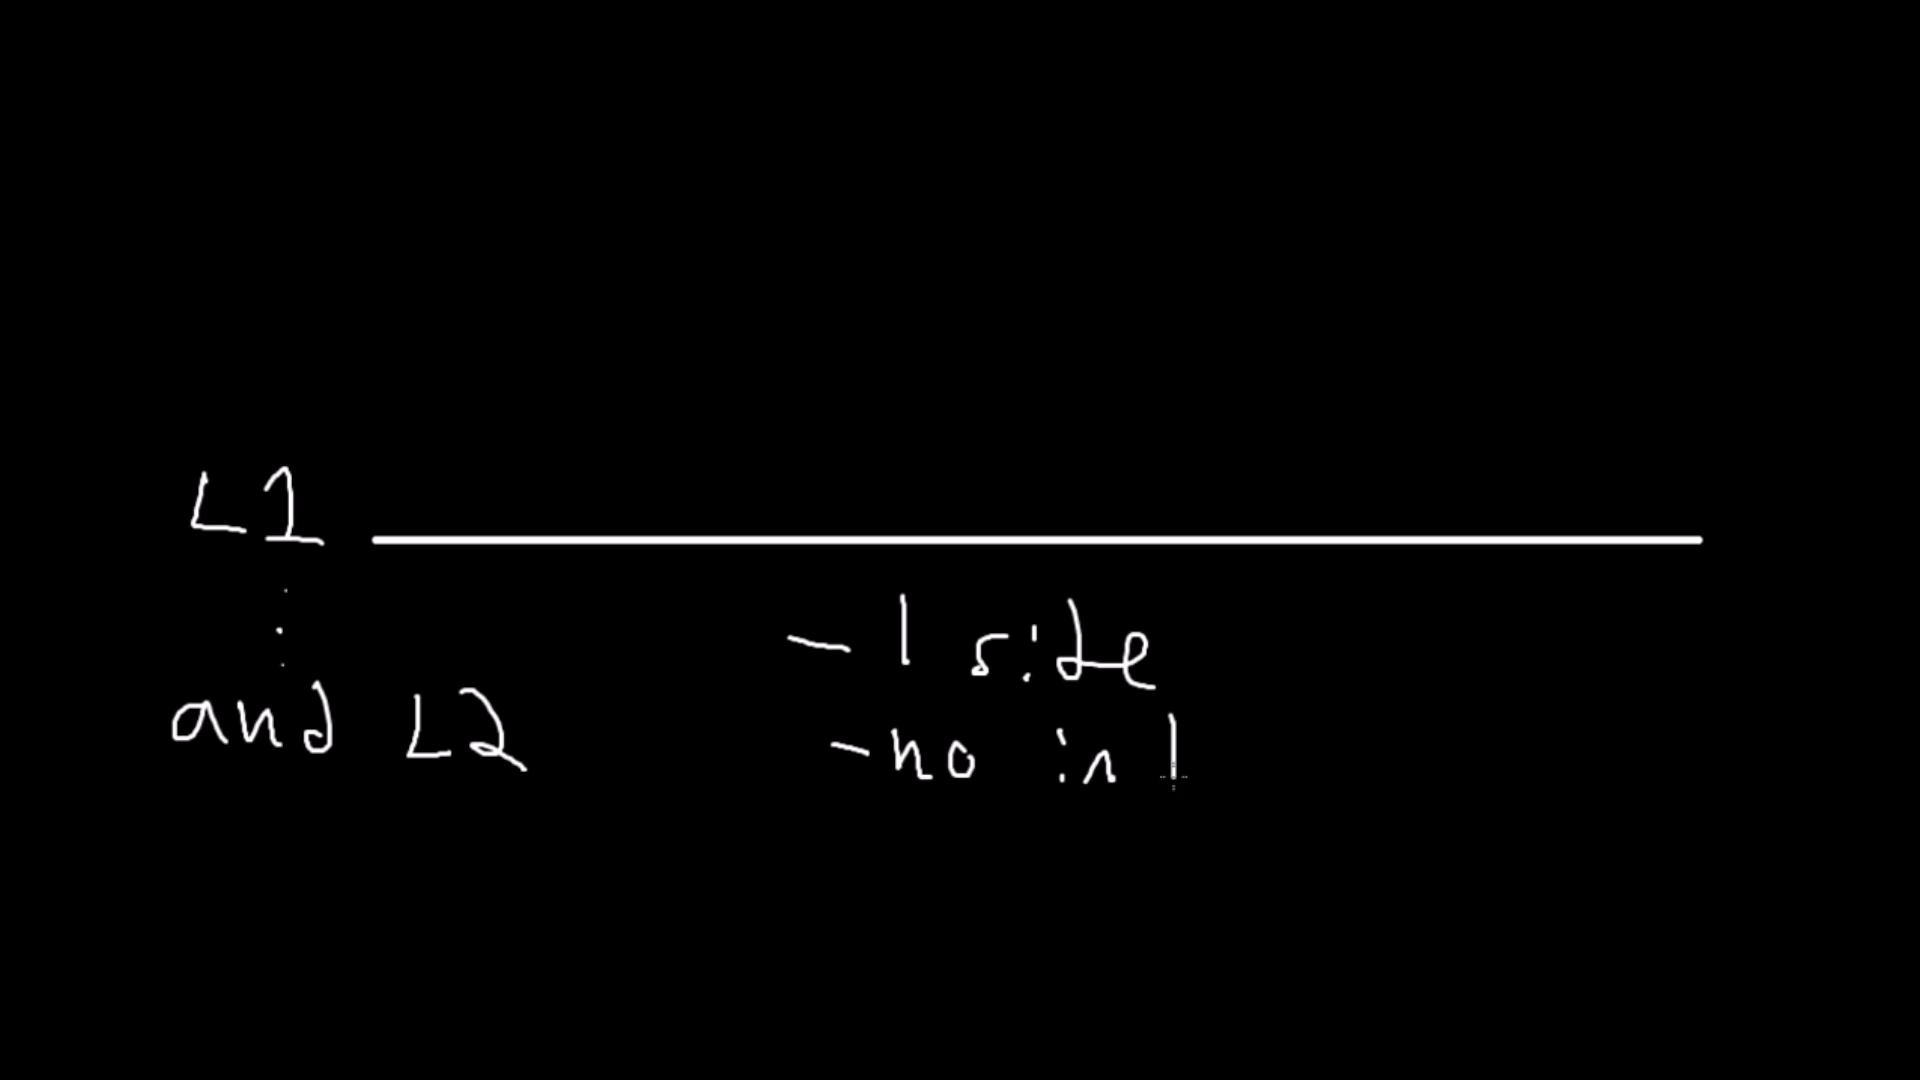 L1
- 1 side
and L2
- no in